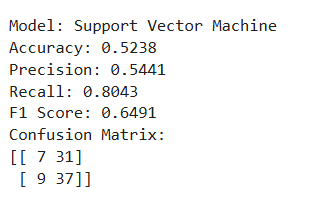 Model: Support Vector Machine
Accuracy: 0.5238
Precision: 0.5441
Recall: 0.8043
F1 Score: 0.6491
Confusion Matrix:
[[ 7 31]
 [ 9 37]]